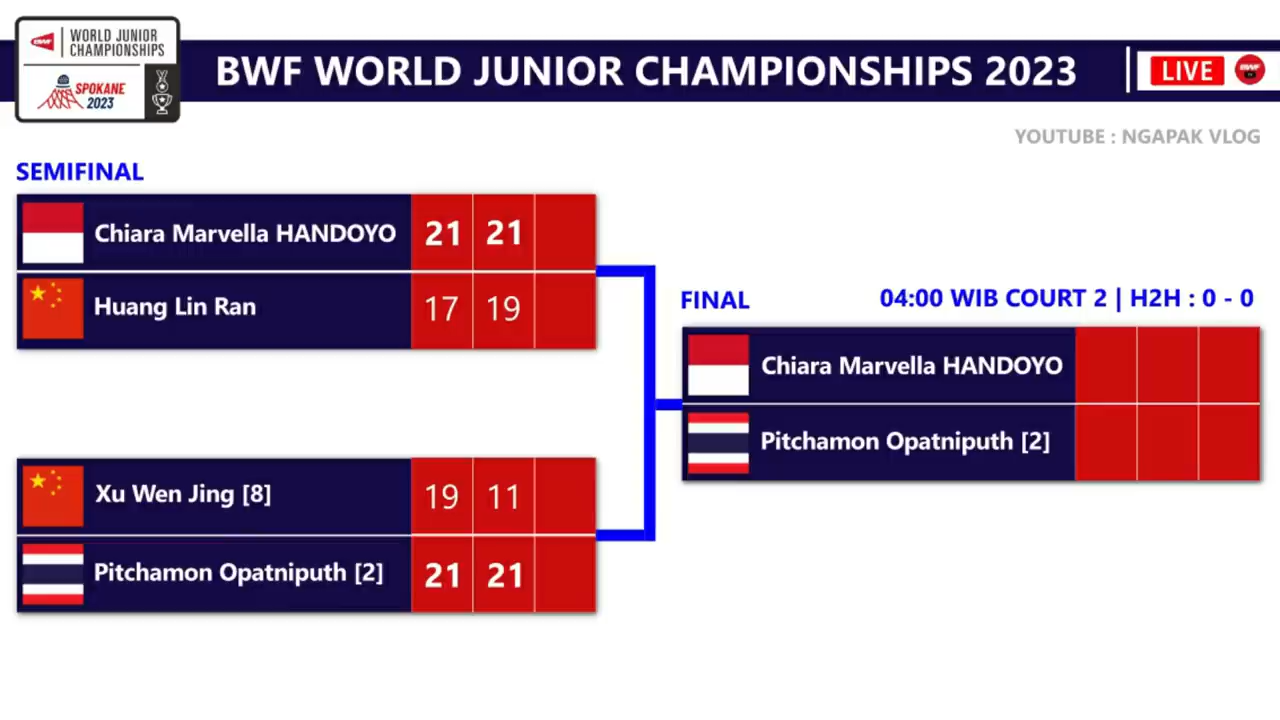 BWF
WORLD JUNIOR
CHAMPIONSHIPS
SPOKANE
2023
BWF WORLD JUNIOR CHAMPIONSHIPS 2023
LIVE
BWF
YOUTUBE : NGAPAK VLOG
SEMIFINAL
Chiara Marvella HANDOYO 21 21
Huang Lin Ran 17 19
Xu Wen Jing [8] 19 11
Pitchamon Opatniputh [2] 21 21
FINAL 04:00 WIB COURT 2 | H2H : 0 - 0
Chiara Marvella HANDOYO
Pitchamon Opatniputh [2]